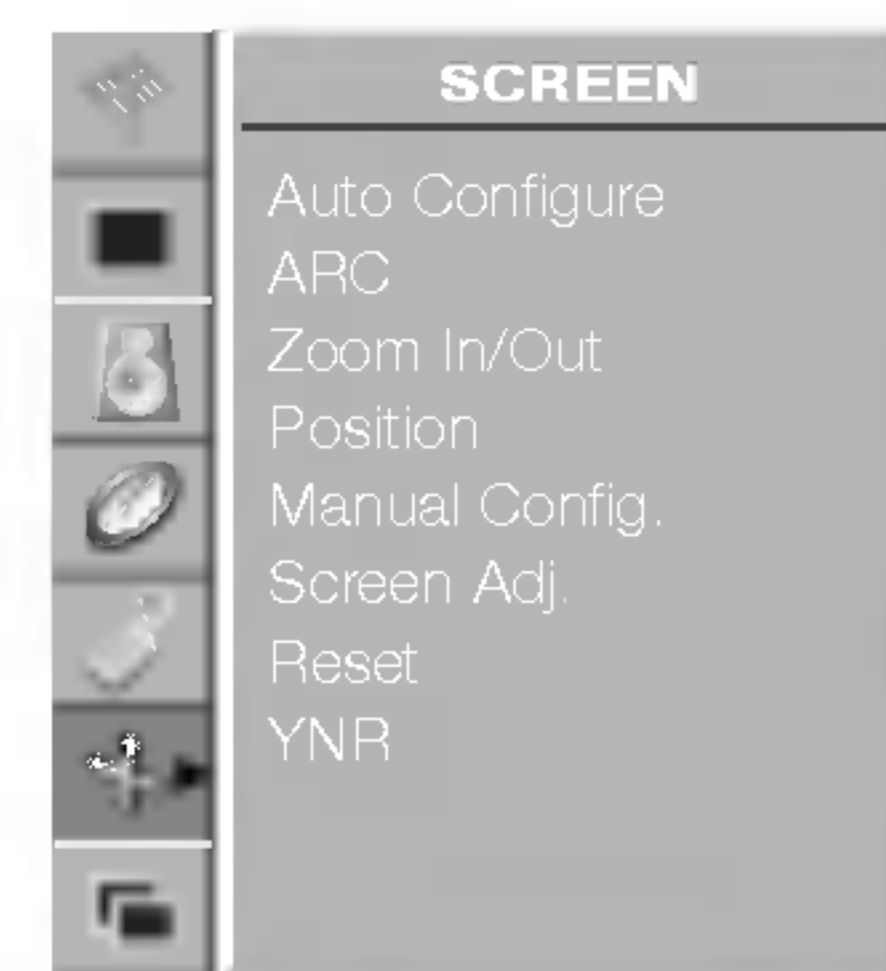 SCREEN
Auto Configure
ARC
Zoom In/Out
Position
Manual Config.
Screen Adj.
Reset
YNR